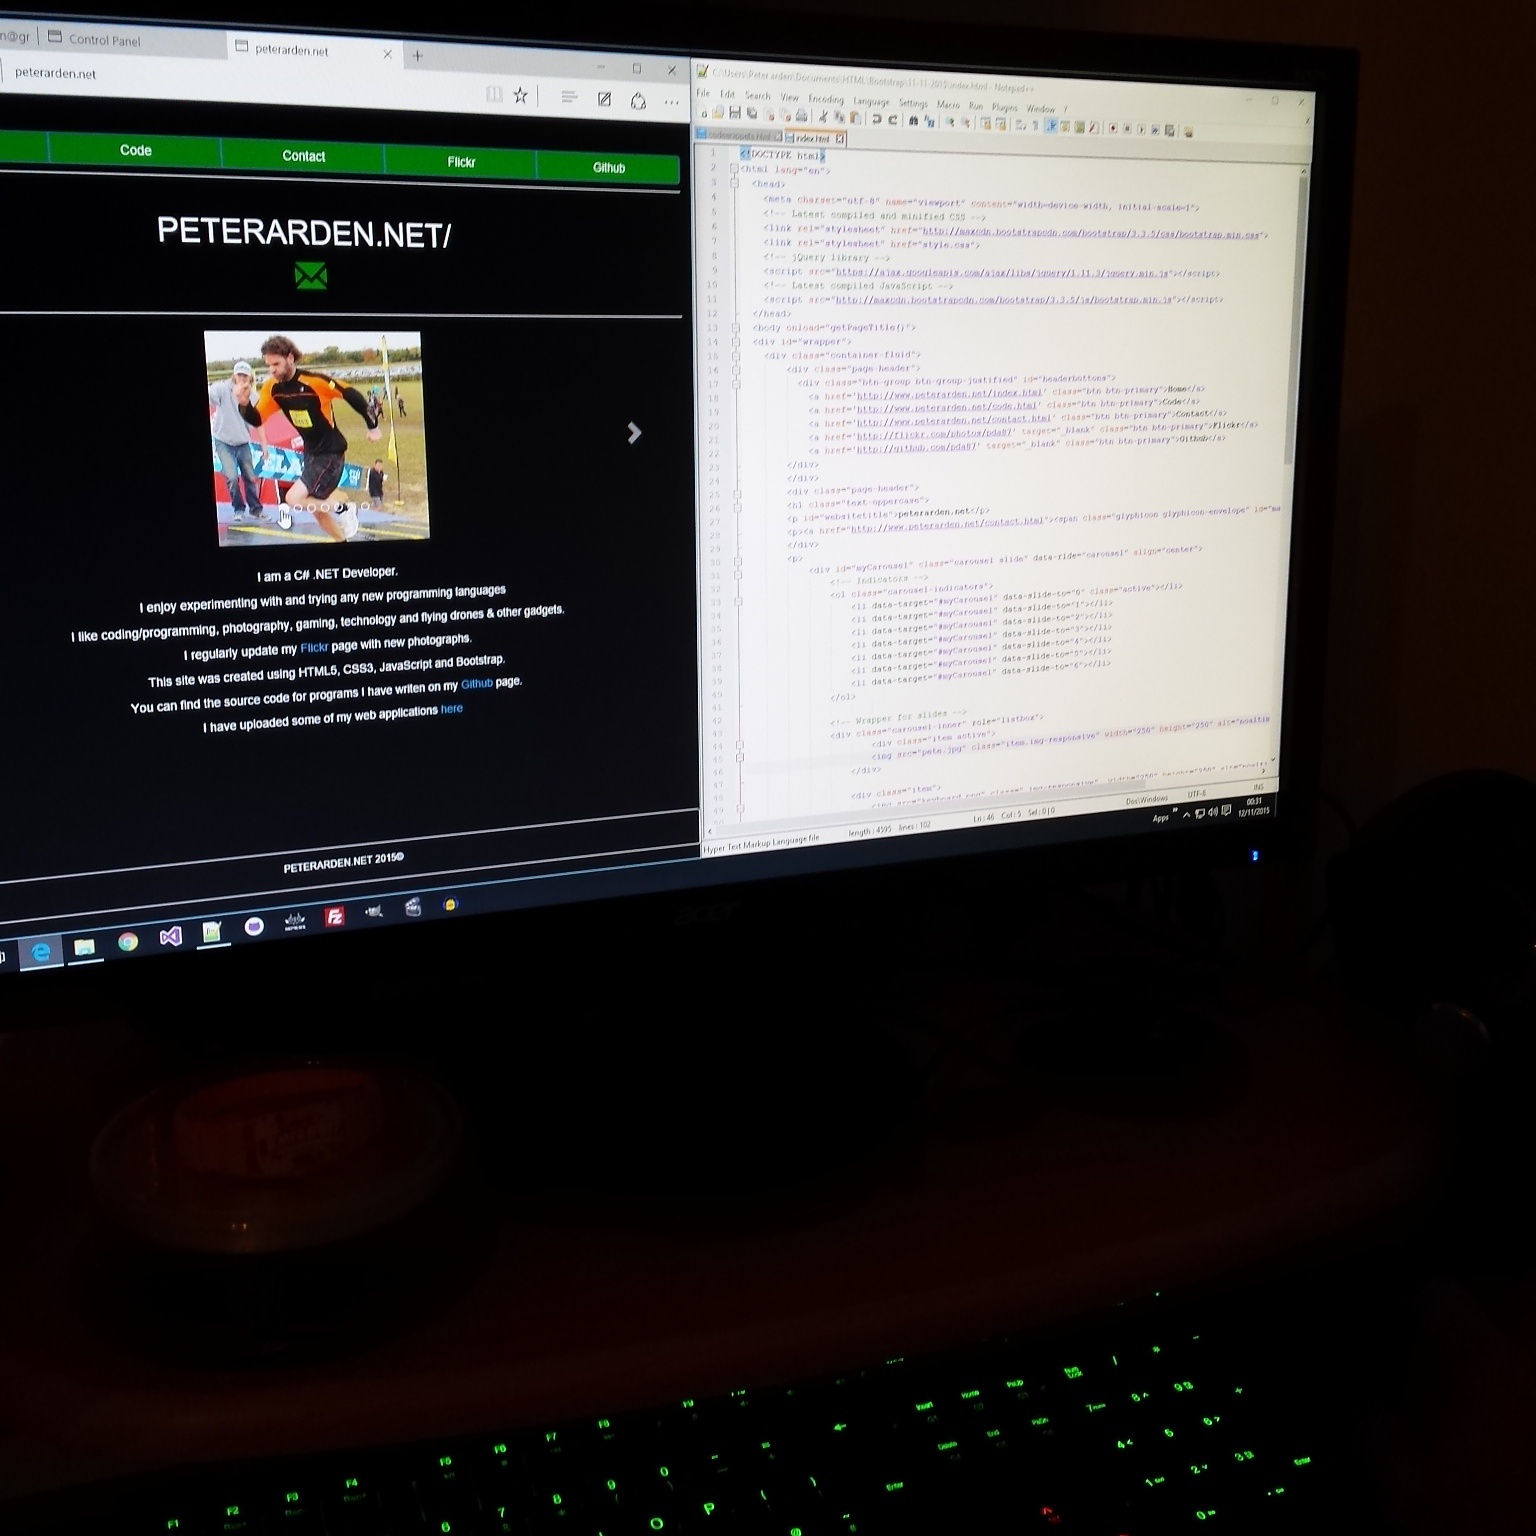 Control Panel
peterarden.net
peterarden.net
Code
Contact
Flickr
Github
PETERARDEN.NET/
I am a C# .NET Developer.
I enjoy experimenting with and trying any new programming languages
I like coding/programming, photography, gaming, technology and flying drones & other gadgets.
I regularly update my Flickr page with new photographs.
This site was created using HTML5, CSS3, JavaScript and Bootstrap.
You can find the source code for programs I have writen on my Github page.
I have uploaded some of my web applications here
PETERARDEN.NET 2015©
C:\Users\Peter arden\Documents\HTML\Bootstrap\11-11-2015\index.html - Notepad++
File Edit Search View Encoding Language Settings Macro Run Plugins Window ?
index.html
1 <!DOCTYPE html>
2 <html lang="en">
3 <head>
4 <meta charset="utf-8" name="viewport" content="width=device-width, initial-scale=1">
5 <!-- Latest compiled and minified CSS -->
6 <link rel="stylesheet" href="http://maxcdn.bootstrapcdn.com/bootstrap/3.3.5/css/bootstrap.min.css">
7 <link rel="stylesheet" href="style.css">
8 <!-- jQuery library -->
9 <script src="https://ajax.googleapis.com/ajax/libs/jquery/1.11.3/jquery.min.js"></script>
10 <!-- Latest compiled JavaScript -->
11 <script src="http://maxcdn.bootstrapcdn.com/bootstrap/3.3.5/js/bootstrap.min.js"></script>
12 </head>
13 <body onload="getPageTitle()">
14 <div id="wrapper">
15 <div class="container-fluid">
16 <div class="page-header">
17 <div class="btn-group btn-group-justified" id="headerbuttons">
18 <a href='http://www.peterarden.net/index.html' class="btn btn-primary">Home</a>
19 <a href='http://www.peterarden.net/code.html' class="btn btn-primary">Code</a>
20 <a href='http://www.peterarden.net/contact.html' class="btn btn-primary">Contact</a>
21 <a href='http://flickr.com/photos/pda87' target="_blank" class="btn btn-primary">Flickr</a>
22 <a href='http://github.com/pda87' target="_blank" class="btn btn-primary">Github</a>
23 </div>
24 </div>
25 <div class="page-header">
26 <h1 class="text-uppercase">
27 <p id="websitetitle">peterarden.net</p>
28 <p><a href="http://www.peterarden.net/contact.html"><span class="glyphicon glyphicon-envelope" id="ma
29 </div>
30 <p>
31 <div id="myCarousel" class="carousel slide" data-ride="carousel" align="center">
32 <!-- Indicators -->
33 <ol class="carousel-indicators">
34 <li data-target="#myCarousel" data-slide-to="0" class="active"></li>
35 <li data-target="#myCarousel" data-slide-to="1"></li>
36 <li data-target="#myCarousel" data-slide-to="2"></li>
37 <li data-target="#myCarousel" data-slide-to="3"></li>
38 <li data-target="#myCarousel" data-slide-to="4"></li>
39 <li data-target="#myCarousel" data-slide-to="5"></li>
40 <li data-target="#myCarousel" data-slide-to="6"></li>
</ol>
<!-- Wrapper for slides -->
<div class="carousel-inner" role="listbox">
<div class="item active">
<img src="pete.jpg" class="item.img-responsive" width="250" height="250" alt=
</div>
<div class="item">
Hyper Text Markup Language file length : 4595 lines : 102 Ln : 46 Col : 5 Sel : 0 | 0 Dos\Windows UTF-8 INS
Apps
00:31
12/11/2015
acer
F1 F2 F3 F4 F5 F6 F7 F8 F9
Insert Home PgUp
Delete End PgDn
6 7 8 9 0
O P
Enter
Enter